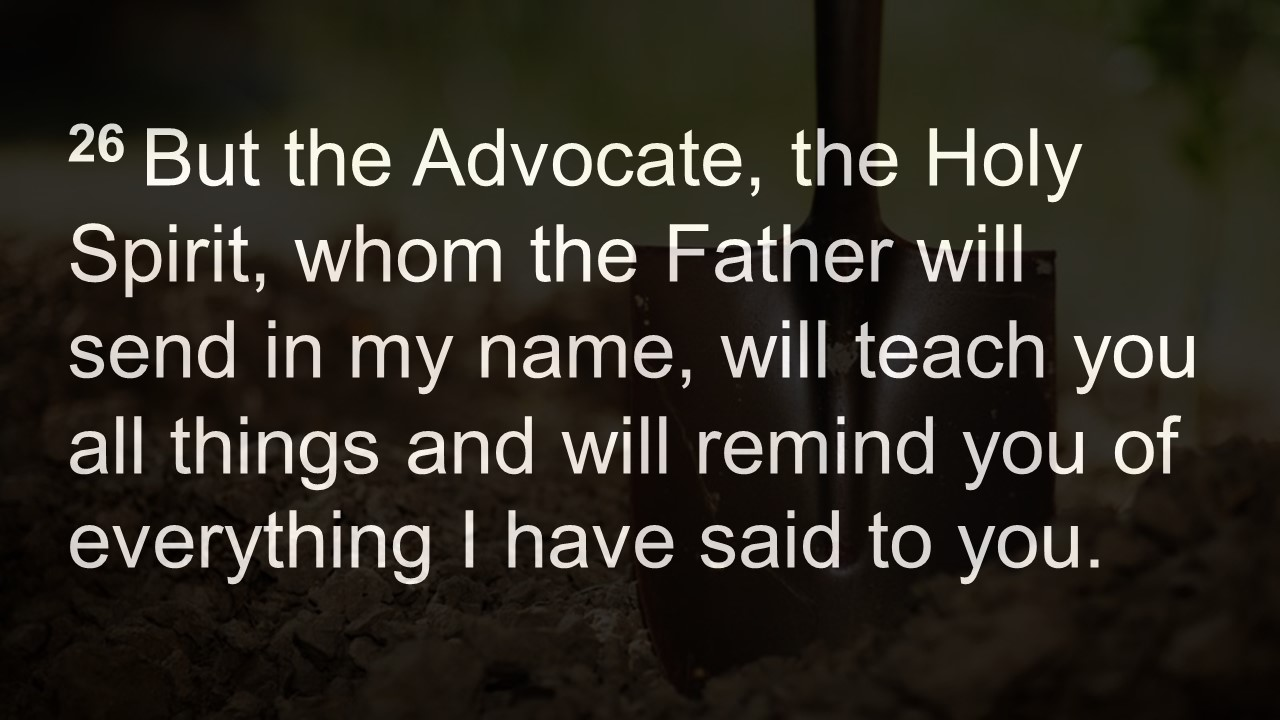 26 But the Advocate, the Holy
Spirit, whom the Father will
send in my name, will teach you
all things and will remind you of
everything I have said to you.